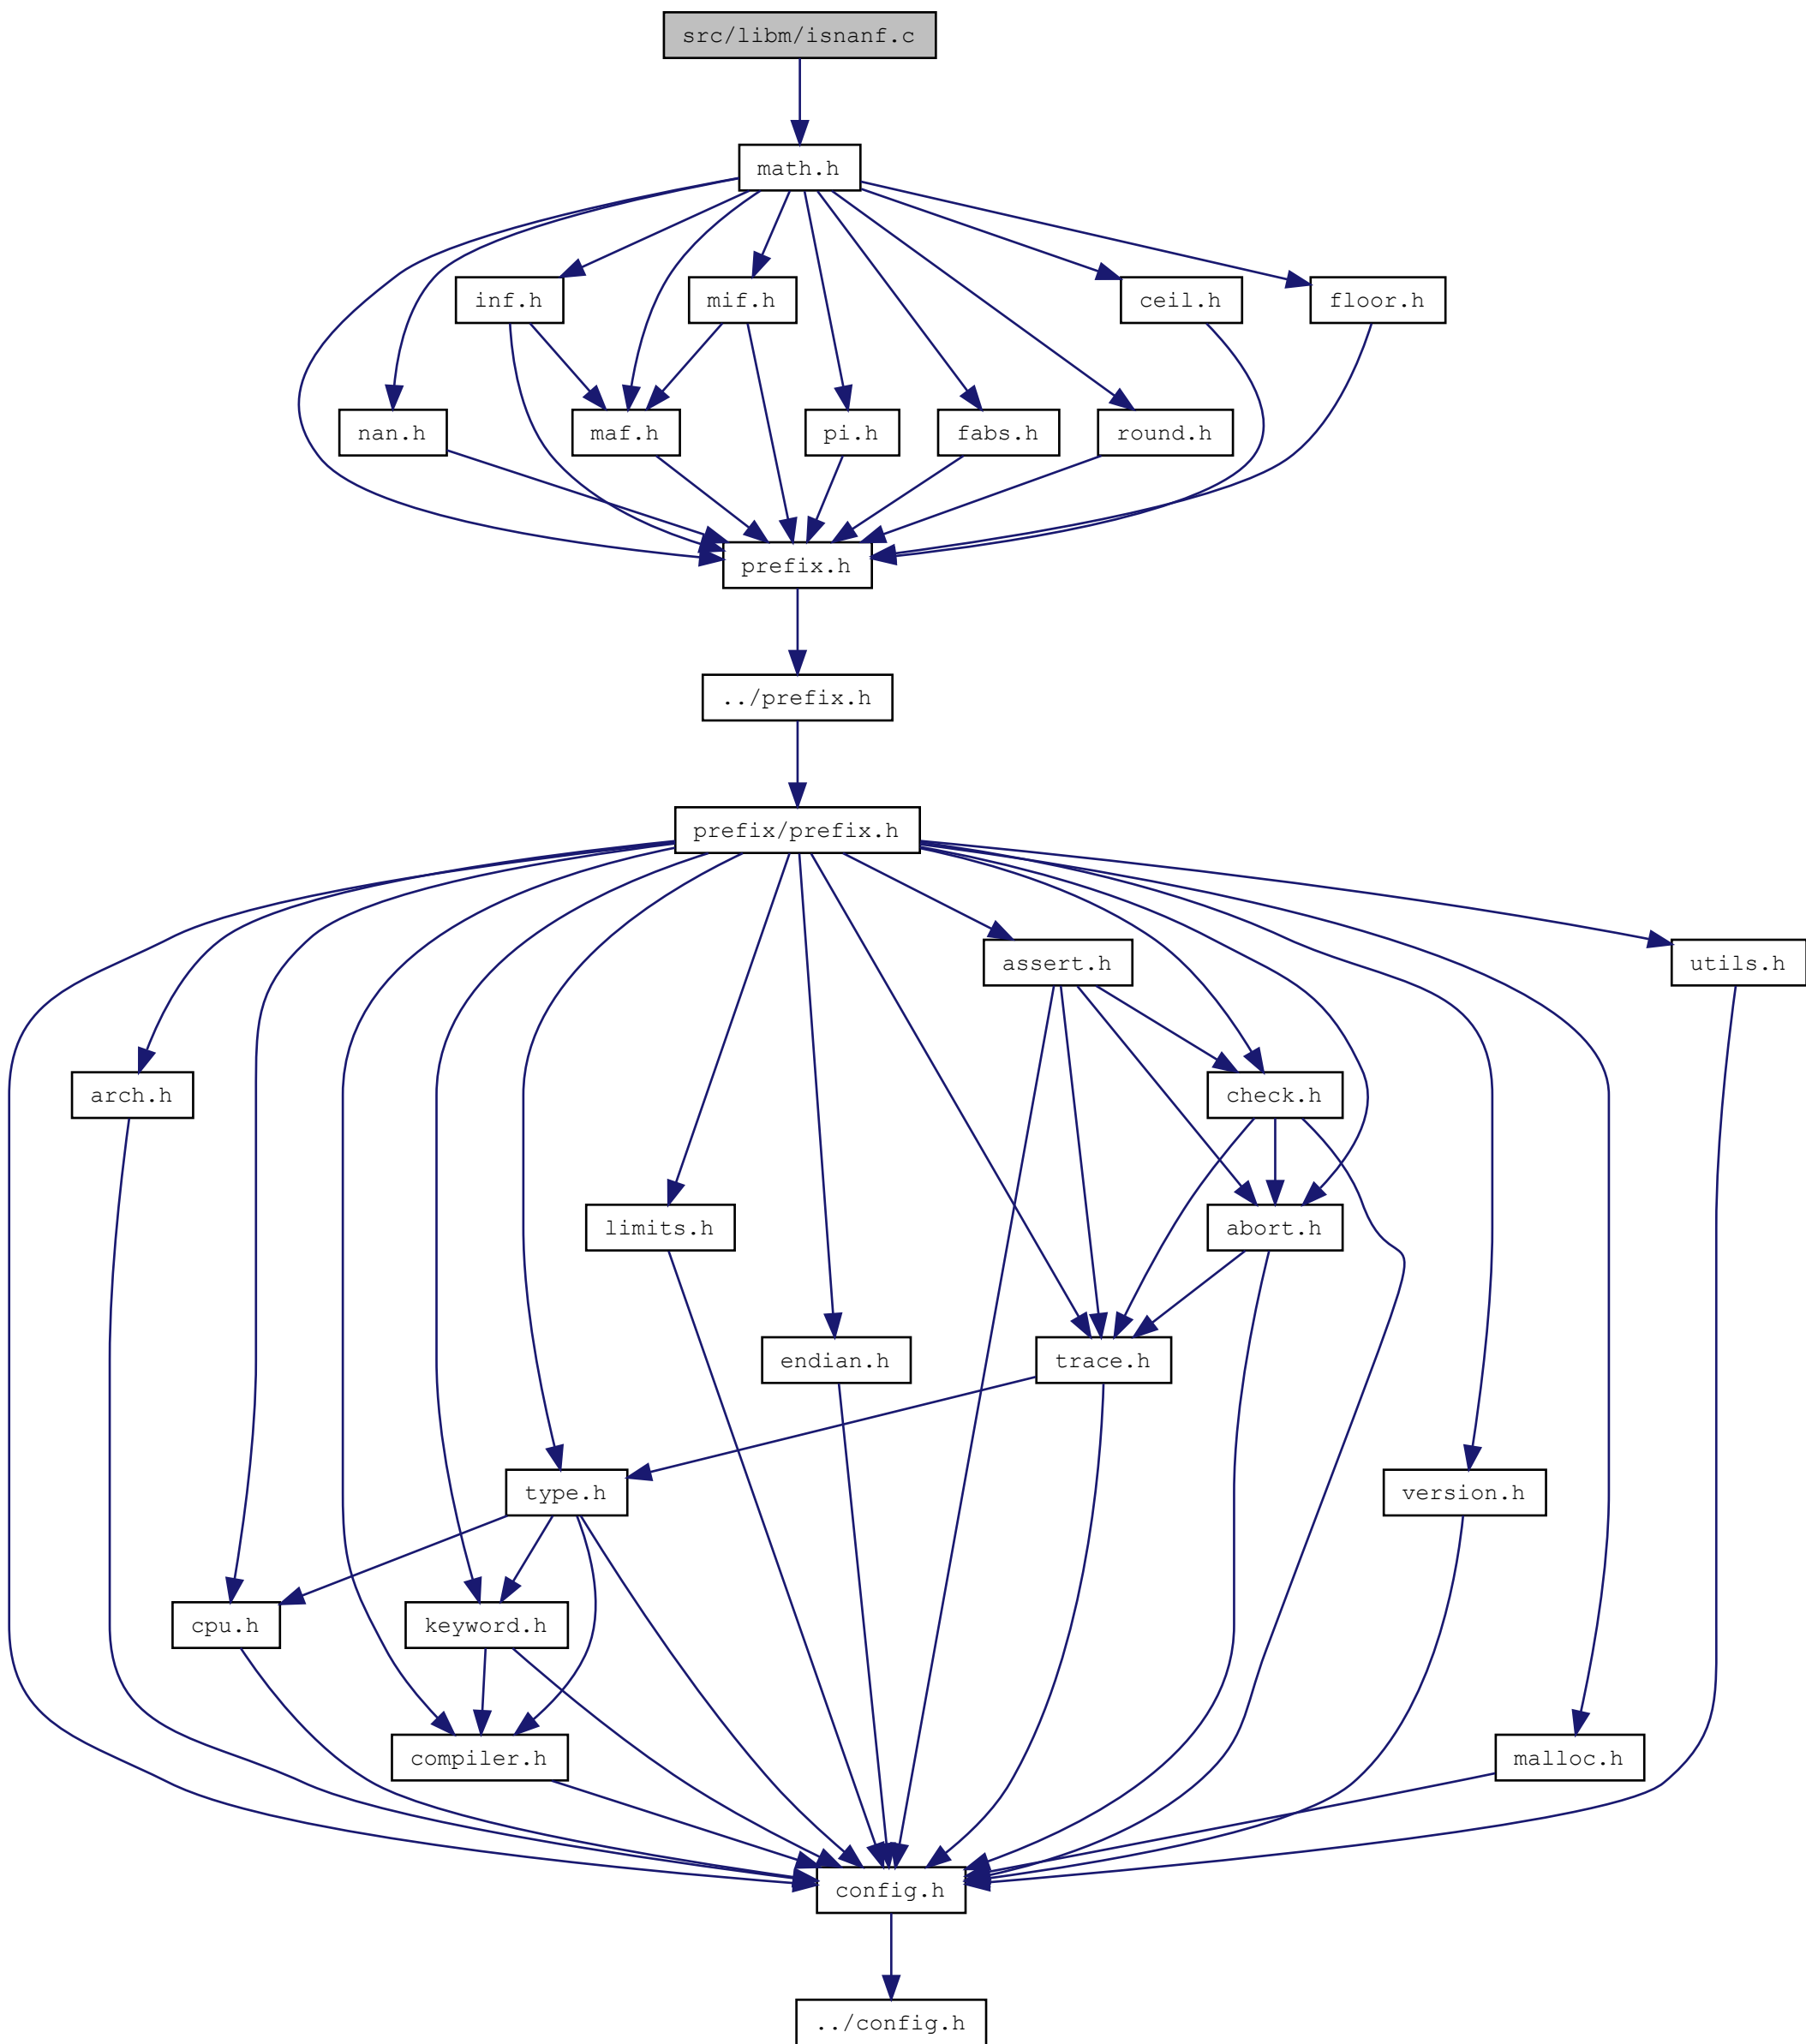 src/libm/isnanf.c
math.h
inf.h
mif.h
ceil.h
floor.h
nan.h
maf.h
pi.h
fabs.h
round.h
prefix.h
../prefix.h
prefix/prefix.h
assert.h
utils.h
arch.h
check.h
limits.h
abort.h
endian.h
trace.h
type.h
version.h
cpu.h
keyword.h
compiler.h
malloc.h
config.h
../config.h